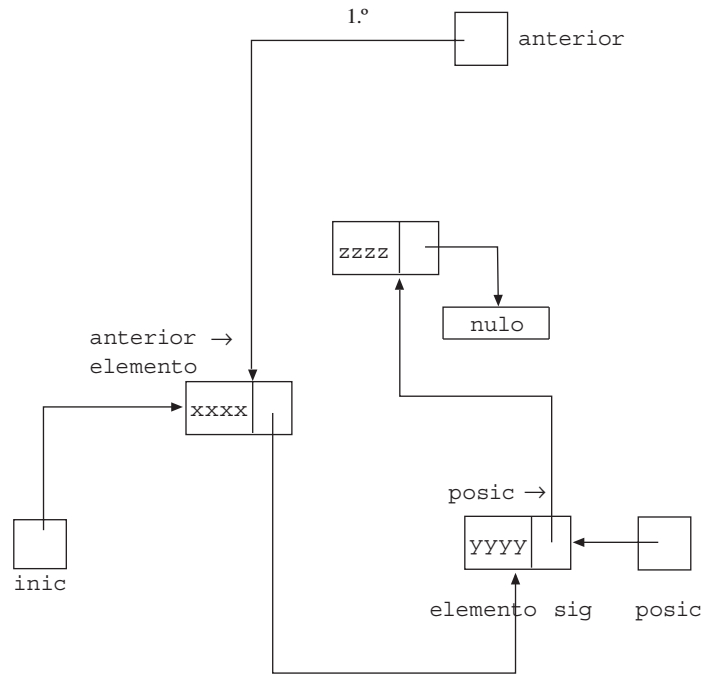 1.º
anterior
zzzz
nulo
anterior →
elemento
xxxx
posic →
yyyy
inic
elemento sig
posic